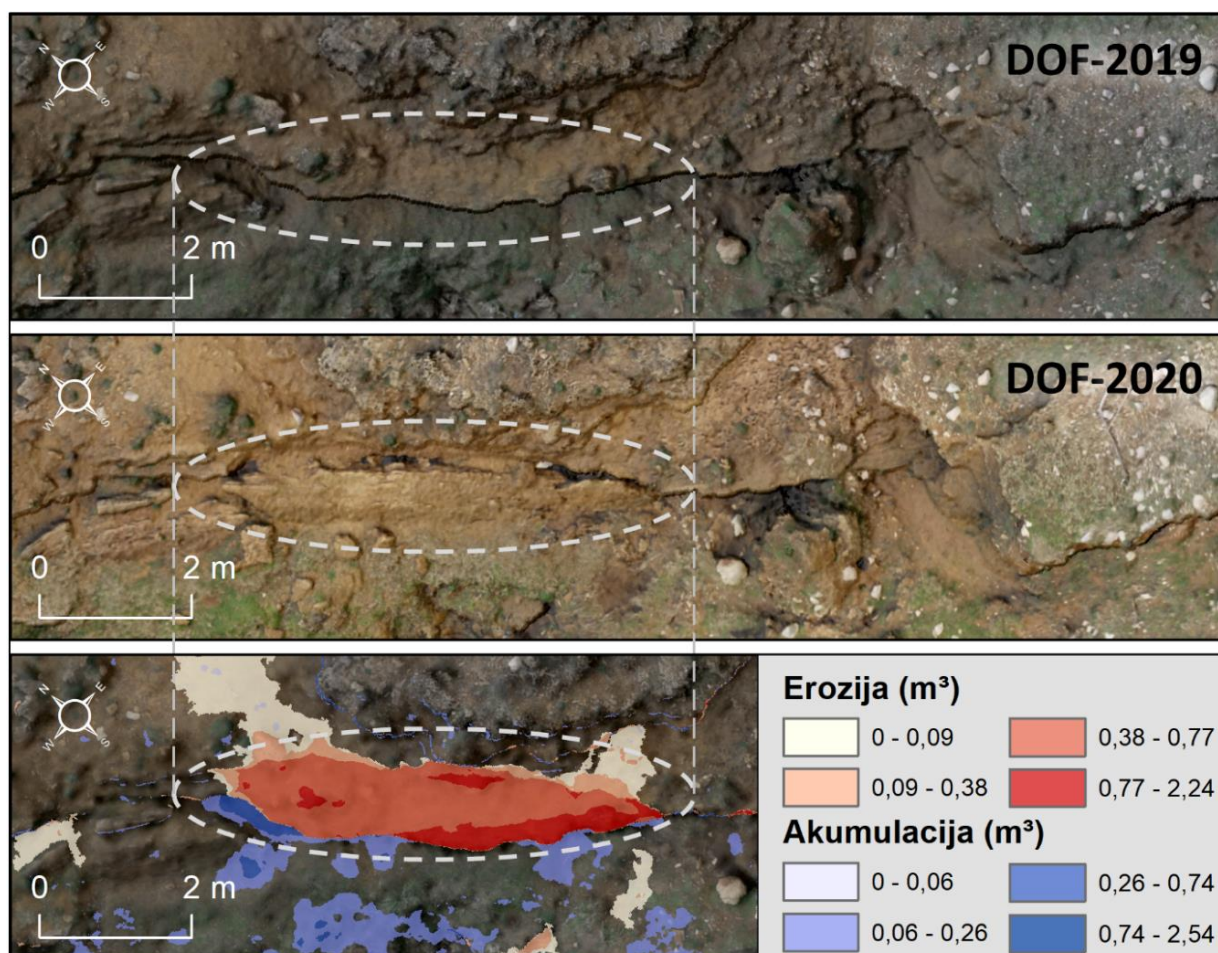 DOF-2019
N E
W S
0 2 m
DOF-2020
N E
W S
0 2 m
N E
W S
0 2 m
Erozija (m³)
0 - 0,09 0,38 - 0,77
0,09 - 0,38 0,77 - 2,24
Akumulacija (m³)
0 - 0,06 0,26 - 0,74
0,06 - 0,26 0,74 - 2,54